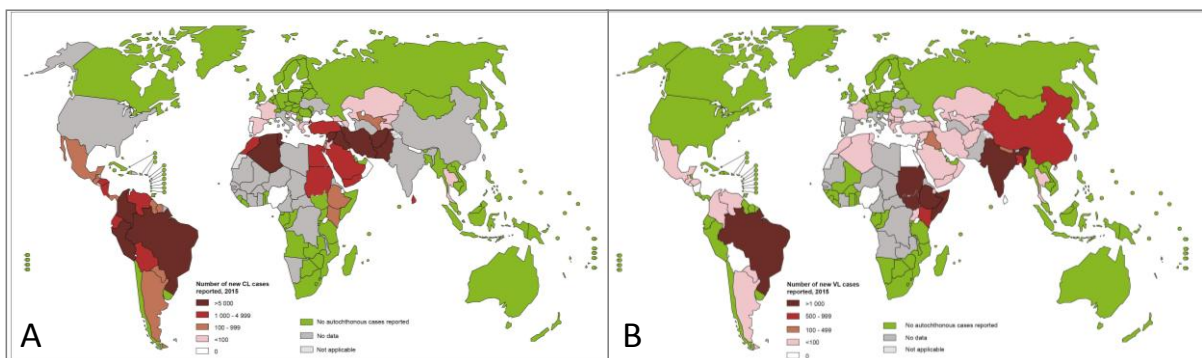 Number of new CL cases
reported, 2015
>5 000
1 000 - 4 999
100 - 999
<100
0
No autochthonous cases reported
No data
Not applicable
A
Number of new VL cases
reported, 2015
>1 000
500 - 999
100 - 499
<100
0
No autochthonous cases reported
No data
Not applicable
B